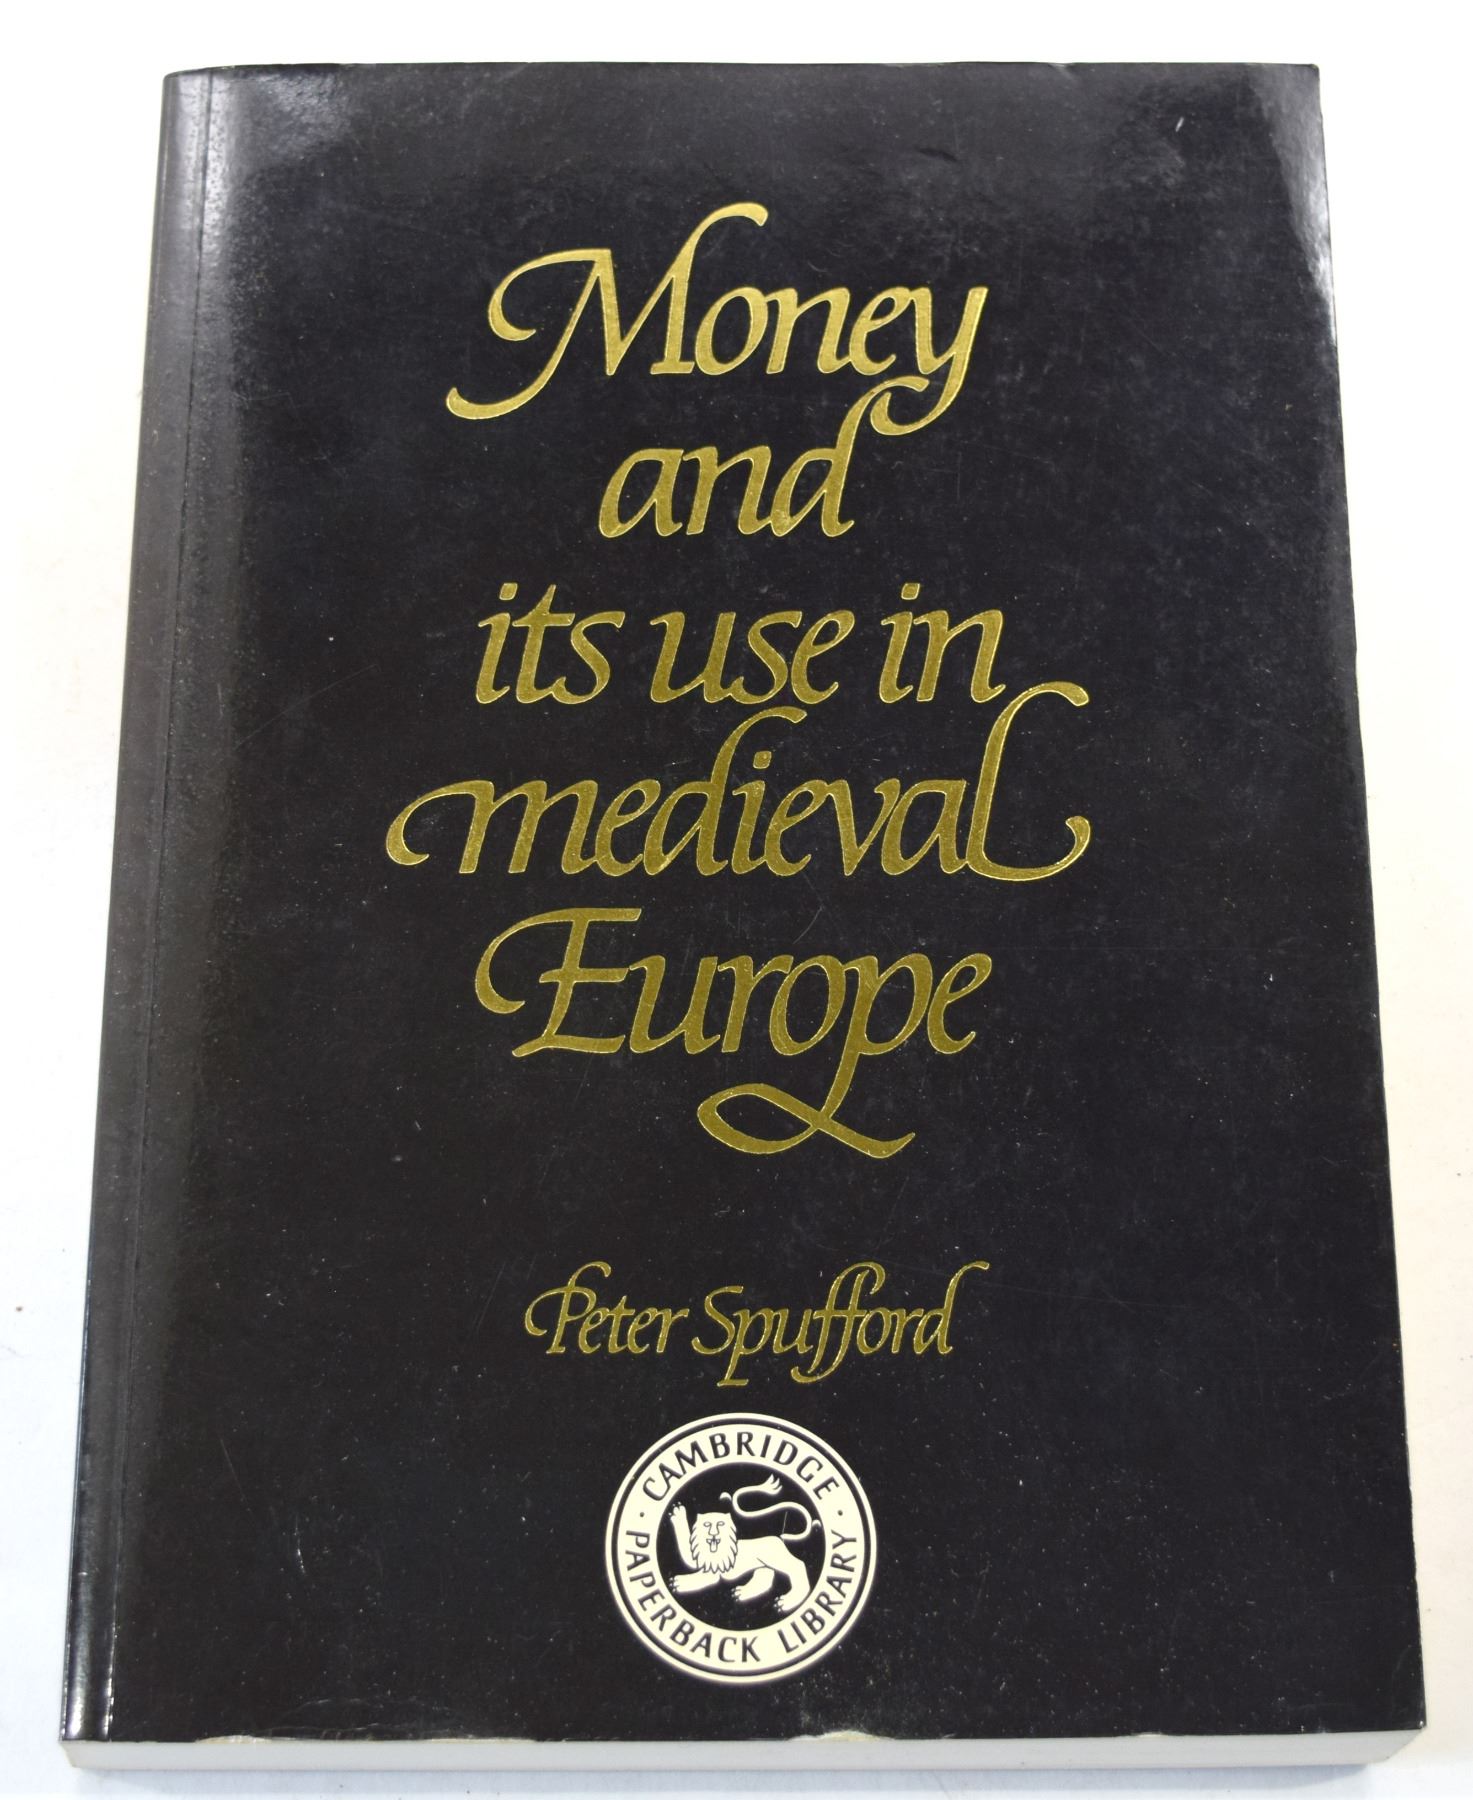 Money
and
its use in
medieval
Europe
Peter Spufford
CAMBRIDGE
PAPERBACK LIBRARY